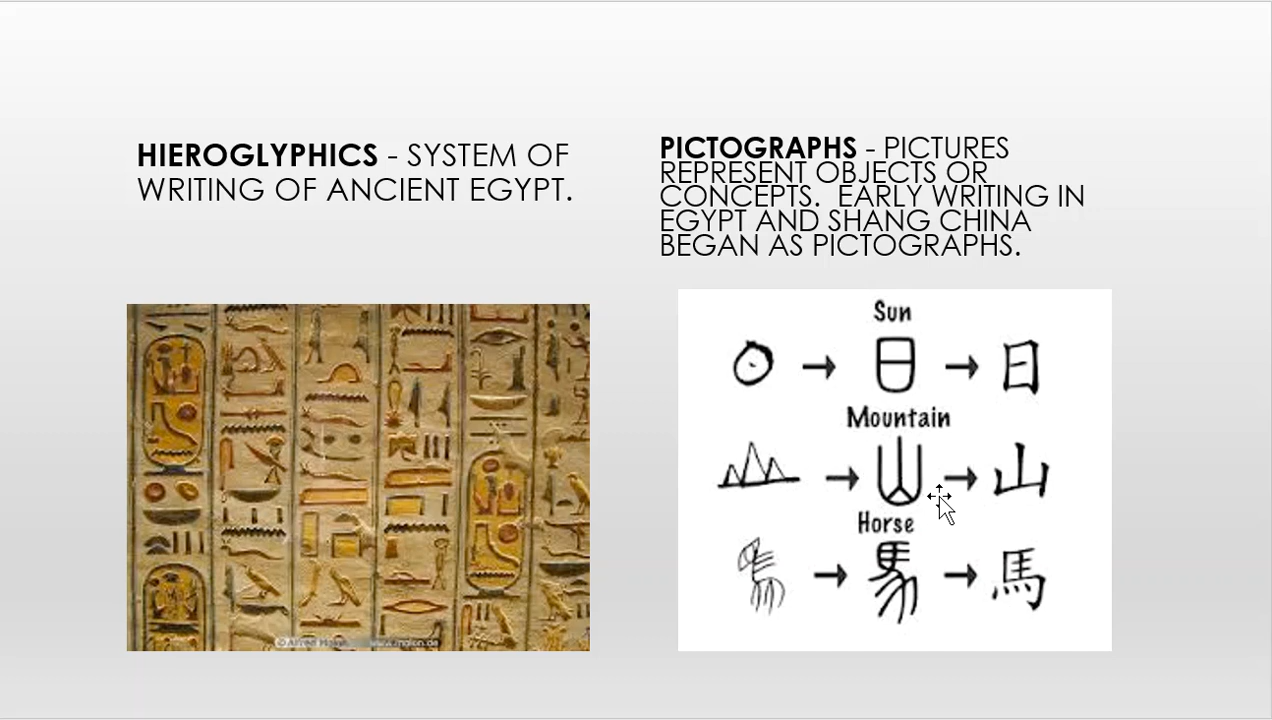 HIEROGLYPHICS - SYSTEM OF
WRITING OF ANCIENT EGYPT.
PICTOGRAPHS - PICTURES
REPRESENT OBJECTS OR
CONCEPTS. EARLY WRITING IN
EGYPT AND SHANG CHINA
BEGAN AS PICTOGRAPHS.
Sun
日
Mountain
山
Horse
馬